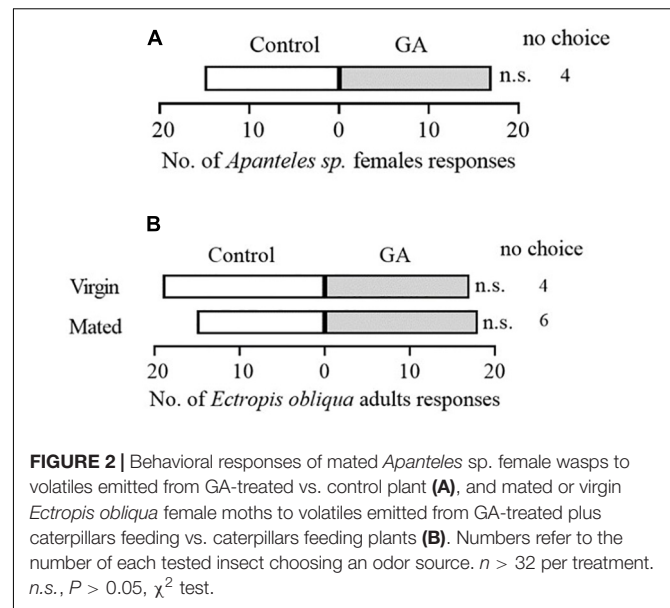 A
Control GA no choice
n.s. 4
20 10 0 10 20
No. of Apanteles sp. females responses
B
Control GA no choice
Virgin n.s. 4
Mated n.s. 6
20 10 0 10 20
No. of Ectropis obliqua adults responses
FIGURE 2 | Behavioral responses of mated Apanteles sp. female wasps to
volatiles emitted from GA-treated vs. control plant (A), and mated or virgin
Ectropis obliqua female moths to volatiles emitted from GA-treated plus
caterpillars feeding vs. caterpillars feeding plants (B). Numbers refer to the
number of each tested insect choosing an odor source. n > 32 per treatment.
n.s., P > 0.05, χ² test.